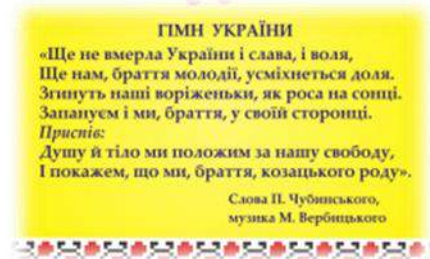 ГІМН УКРАЇНИ
«Ще не вмерла України і слава, і воля,
Ще нам, браття молодії, усміхнеться доля.
Згинуть наші воріженьки, як роса на сонці.
Запануєм і ми, браття, у своїй сторонці.
Приспів:
Душу й тіло ми положим за нашу свободу,
І покажем, що ми, браття, козацького роду».
Слова П. Чубинського,
музика М. Вербицького